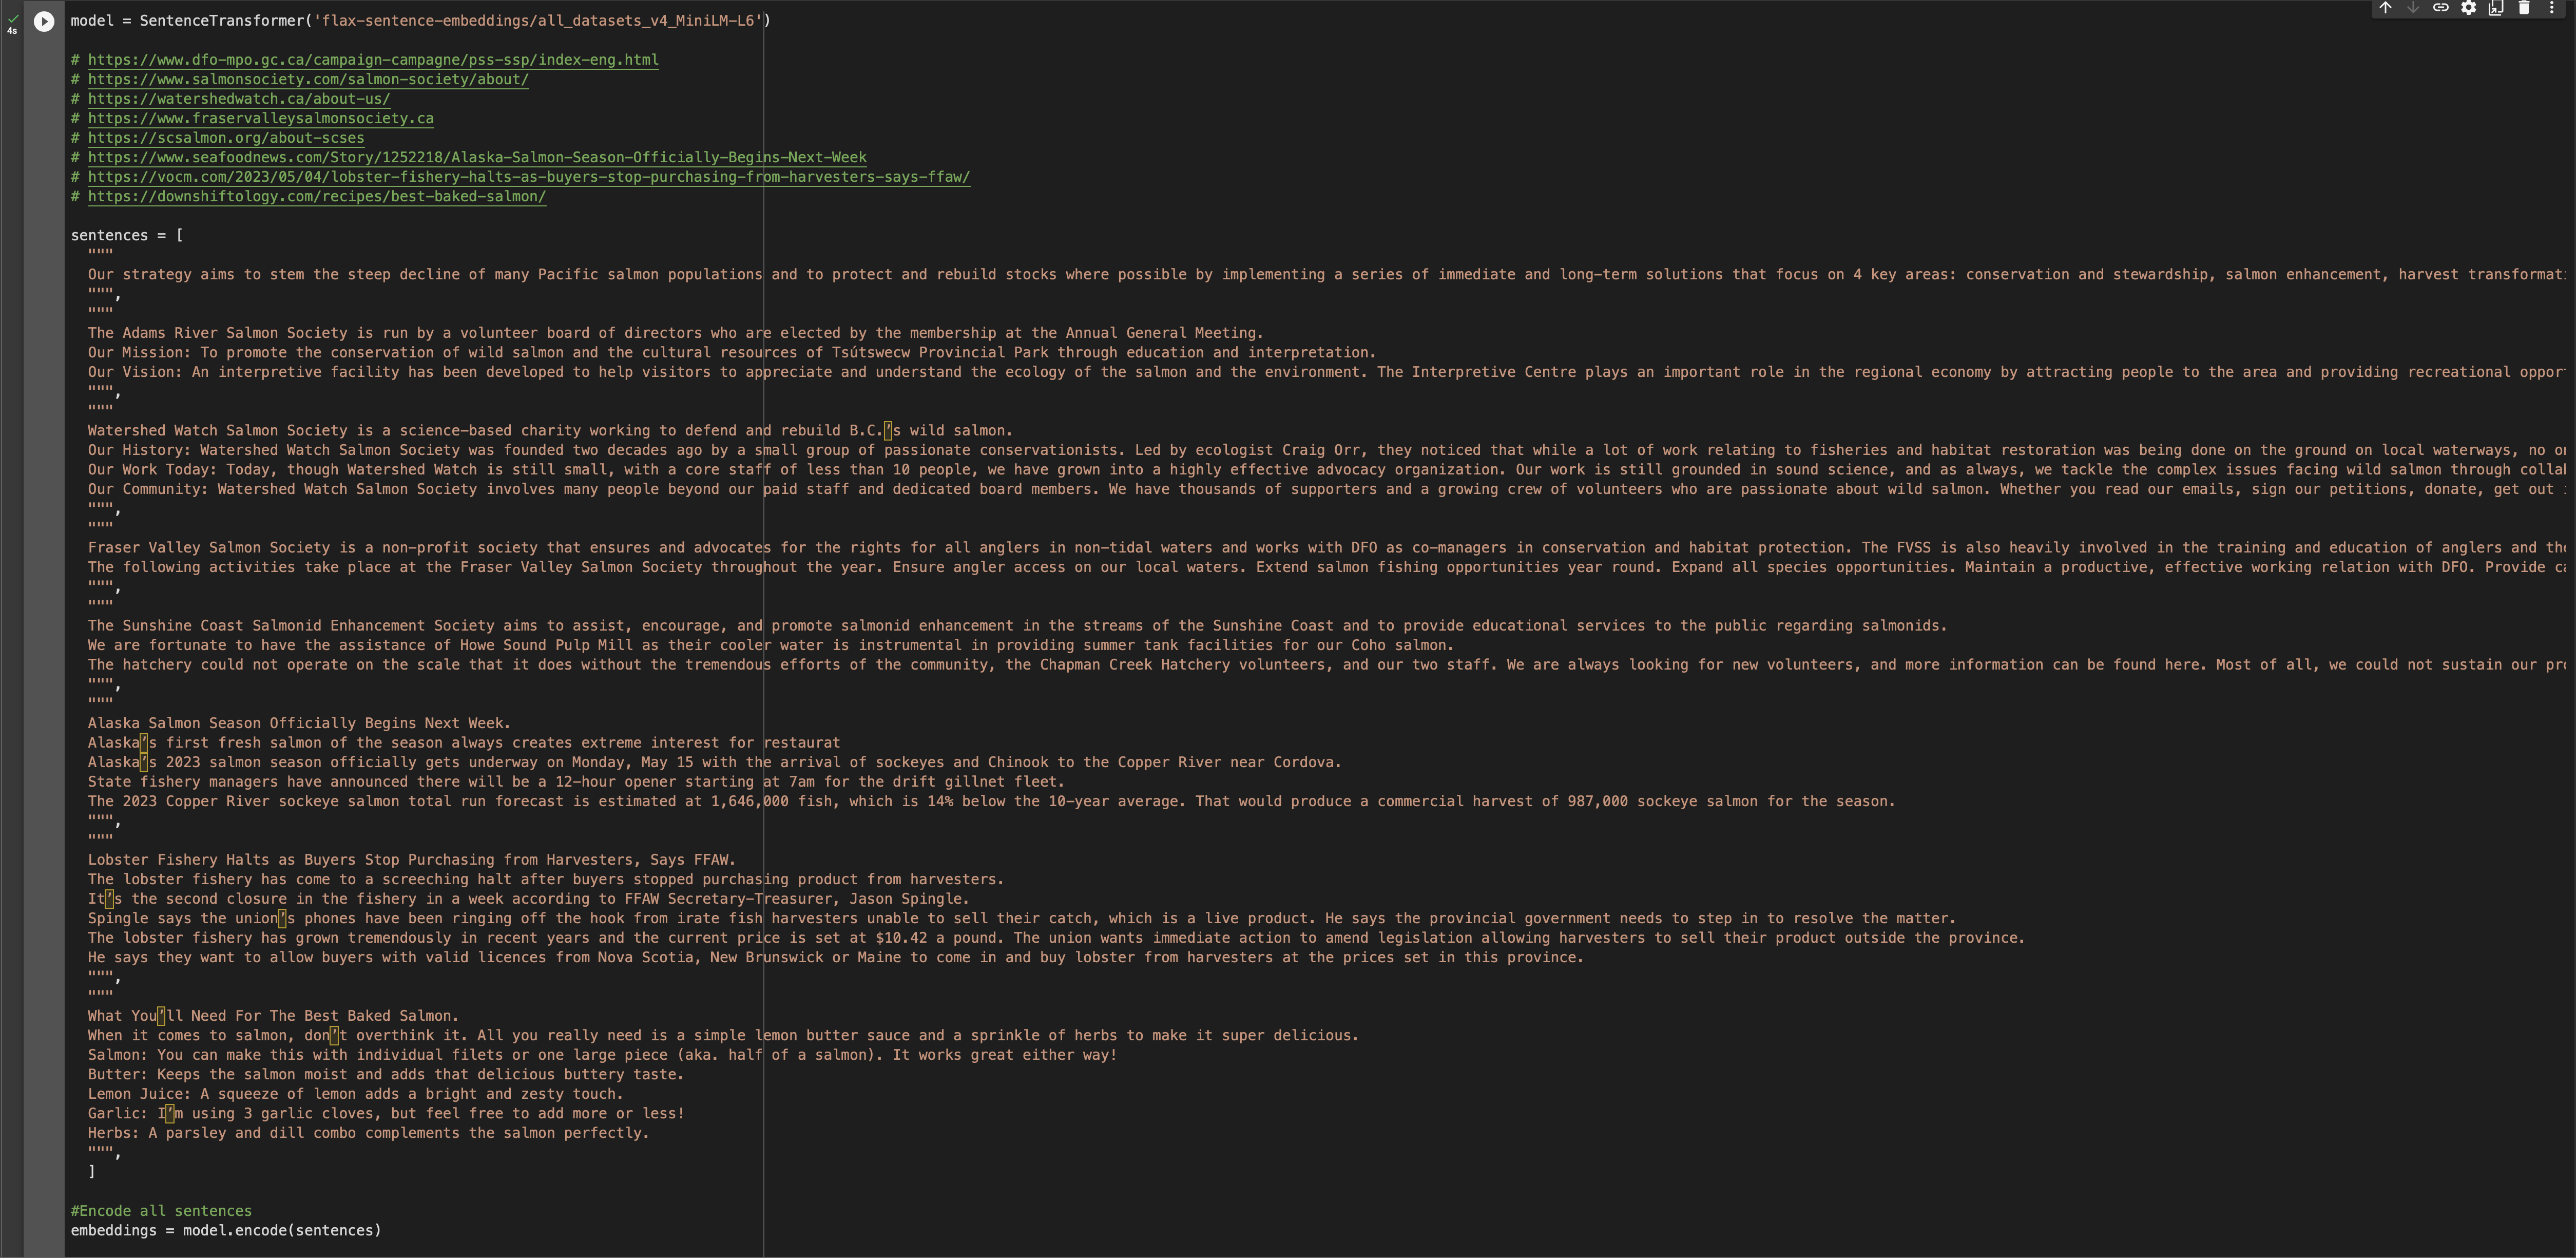 4s
model = SentenceTransformer('flax-sentence-embeddings/all_datasets_v4_MiniLM-L6')
# https://www.dfo-mpo.gc.ca/campaign-campagne/pss-ssp/index-eng.html
# https://www.salmonsociety.com/salmon-society/about/
# https://watershedwatch.ca/about-us/
# https://www.fraservalleysalmonsociety.ca
# https://scsalmon.org/about-scses
# https://www.seafoodnews.com/Story/1252218/Alaska-Salmon-Season-Officially-Begins-Next-Week
# https://vocm.com/2023/05/04/lobster-fishery-halts-as-buyers-stop-purchasing-from-harvesters-says-ffaw/
# https://downshiftology.com/recipes/best-baked-salmon/
sentences = [
"""
Our strategy aims to stem the steep decline of many Pacific salmon populations and to protect and rebuild stocks where possible by implementing a series of immediate and long-term solutions that focus on 4 key areas: conservation and stewardship, salmon enhancement, harvest transformati
""",
"""
The Adams River Salmon Society is run by a volunteer board of directors who are elected by the membership at the Annual General Meeting.
Our Mission: To promote the conservation of wild salmon and the cultural resources of Tsútswecw Provincial Park through education and interpretation.
Our Vision: An interpretive facility has been developed to help visitors to appreciate and understand the ecology of the salmon and the environment. The Interpretive Centre plays an important role in the regional economy by attracting people to the area and providing recreational oppor
""",
"""
Watershed Watch Salmon Society is a science-based charity working to defend and rebuild B.C.’s wild salmon.
Our History: Watershed Watch Salmon Society was founded two decades ago by a small group of passionate conservationists. Led by ecologist Craig Orr, they noticed that while a lot of work relating to fisheries and habitat restoration was being done on the ground on local waterways, no o
Our Work Today: Today, though Watershed Watch is still small, with a core staff of less than 10 people, we have grown into a highly effective advocacy organization. Our work is still grounded in sound science, and as always, we tackle the complex issues facing wild salmon through colla
Our Community: Watershed Watch Salmon Society involves many people beyond our paid staff and dedicated board members. We have thousands of supporters and a growing crew of volunteers who are passionate about wild salmon. Whether you read our emails, sign our petitions, donate, get out
""",
"""
Fraser Valley Salmon Society is a non-profit society that ensures and advocates for the rights for all anglers in non-tidal waters and works with DFO as co-managers in conservation and habitat protection. The FVSS is also heavily involved in the training and education of anglers and the
The following activities take place at the Fraser Valley Salmon Society throughout the year. Ensure angler access on our local waters. Extend salmon fishing opportunities year round. Expand all species opportunities. Maintain a productive, effective working relation with DFO. Provide ca
""",
"""
The Sunshine Coast Salmonid Enhancement Society aims to assist, encourage, and promote salmonid enhancement in the streams of the Sunshine Coast and to provide educational services to the public regarding salmonids.
We are fortunate to have the assistance of Howe Sound Pulp Mill as their cooler water is instrumental in providing summer tank facilities for our Coho salmon.
The hatchery could not operate on the scale that it does without the tremendous efforts of the community, the Chapman Creek Hatchery volunteers, and our two staff. We are always looking for new volunteers, and more information can be found here. Most of all, we could not sustain our pro
""",
"""
Alaska Salmon Season Officially Begins Next Week.
Alaska’s first fresh salmon of the season always creates extreme interest for restaurat
Alaska’s 2023 salmon season officially gets underway on Monday, May 15 with the arrival of sockeyes and Chinook to the Copper River near Cordova.
State fishery managers have announced there will be a 12-hour opener starting at 7am for the drift gillnet fleet.
The 2023 Copper River sockeye salmon total run forecast is estimated at 1,646,000 fish, which is 14% below the 10-year average. That would produce a commercial harvest of 987,000 sockeye salmon for the season.
""",
"""
Lobster Fishery Halts as Buyers Stop Purchasing from Harvesters, Says FFAW.
The lobster fishery has come to a screeching halt after buyers stopped purchasing product from harvesters.
It’s the second closure in the fishery in a week according to FFAW Secretary-Treasurer, Jason Spingle.
Spingle says the union’s phones have been ringing off the hook from irate fish harvesters unable to sell their catch, which is a live product. He says the provincial government needs to step in to resolve the matter.
The lobster fishery has grown tremendously in recent years and the current price is set at $10.42 a pound. The union wants immediate action to amend legislation allowing harvesters to sell their product outside the province.
He says they want to allow buyers with valid licences from Nova Scotia, New Brunswick or Maine to come in and buy lobster from harvesters at the prices set in this province.
""",
"""
What You’ll Need For The Best Baked Salmon.
When it comes to salmon, don’t overthink it. All you really need is a simple lemon butter sauce and a sprinkle of herbs to make it super delicious.
Salmon: You can make this with individual filets or one large piece (aka. half of a salmon). It works great either way!
Butter: Keeps the salmon moist and adds that delicious buttery taste.
Lemon Juice: A squeeze of lemon adds a bright and zesty touch.
Garlic: I’m using 3 garlic cloves, but feel free to add more or less!
Herbs: A parsley and dill combo complements the salmon perfectly.
""",
]
#Encode all sentences
embeddings = model.encode(sentences)